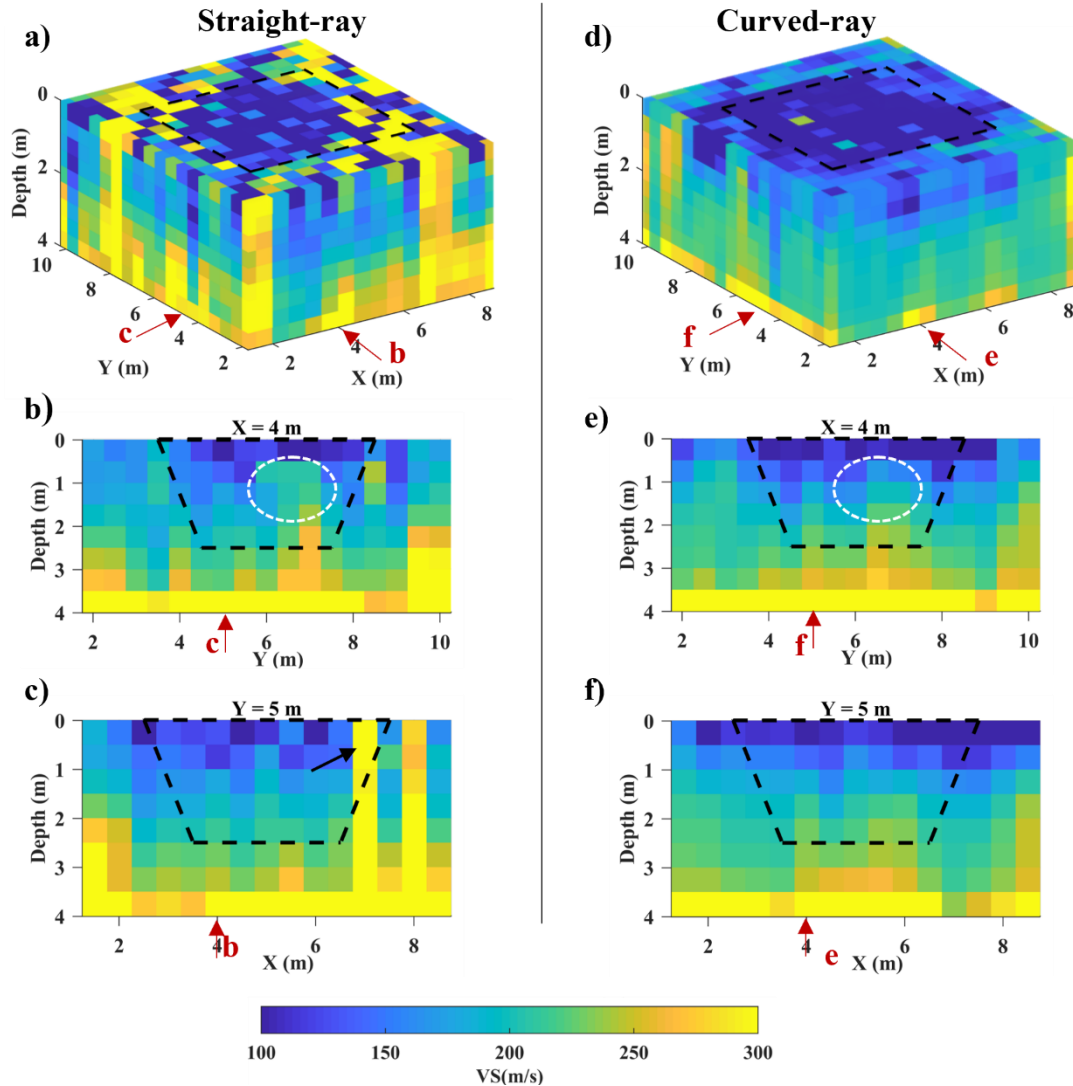 Straight-ray
Curved-ray
a)
0
2
4
Depth (m)
10
8
6
4
2
Y (m)
c
2
4
6
8
X (m)
b
d)
0
2
4
Depth (m)
10
8
6
4
2
Y (m)
f
2
4
6
8
X (m)
e
b)
X = 4 m
0
1
2
3
4
Depth (m)
2 4 6 8 10
c
Y (m)
e)
X = 4 m
0
1
2
3
4
Depth (m)
2 4 6 8 10
f
Y (m)
c)
Y = 5 m
0
1
2
3
4
Depth (m)
2 4 6 8
b
X (m)
f)
Y = 5 m
0
1
2
3
4
Depth (m)
2 4 6 8
e
X (m)
100 150 200 250 300
VS(m/s)